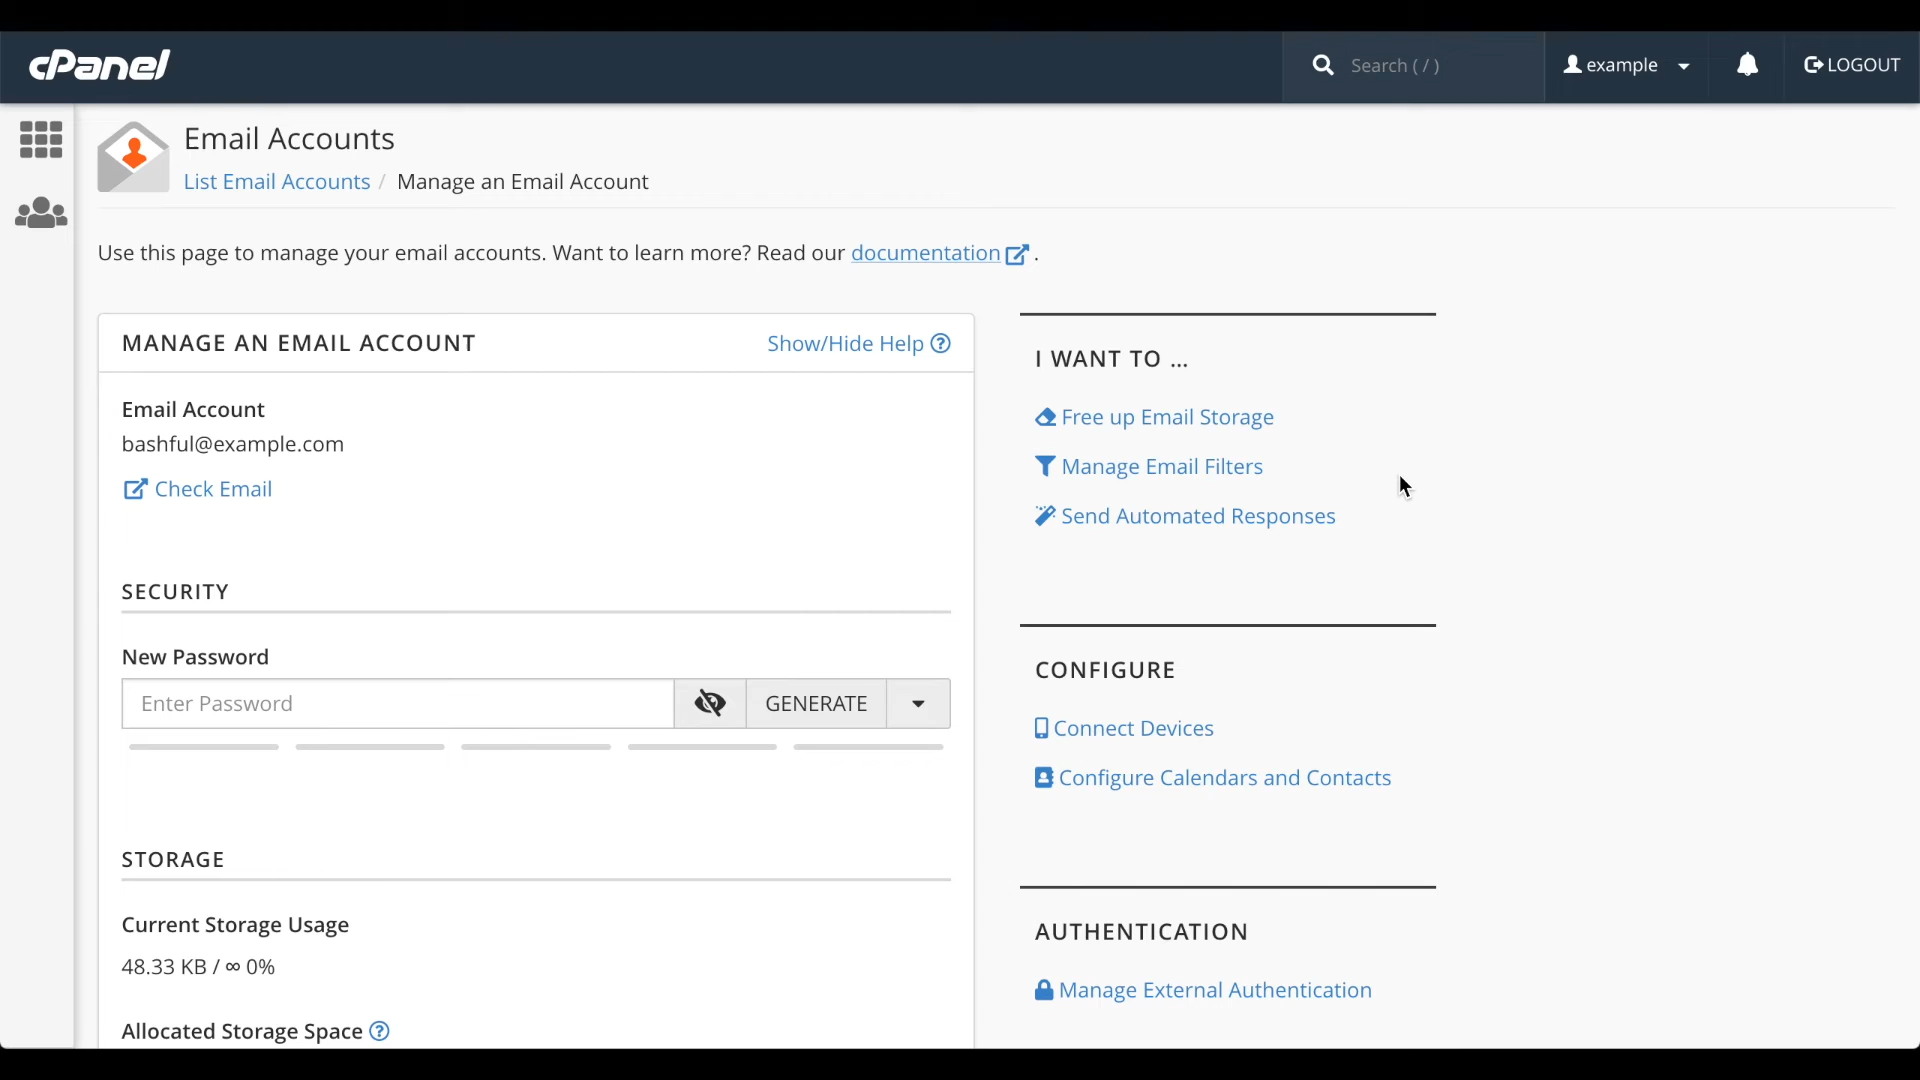 cPanel
Search ( / )
example
LOGOUT
Email Accounts
List Email Accounts / Manage an Email Account
Use this page to manage your email accounts. Want to learn more? Read our documentation .
MANAGE AN EMAIL ACCOUNT
Show/Hide Help
Email Account
bashful@example.com
Check Email
SECURITY
New Password
Enter Password
GENERATE
STORAGE
Current Storage Usage
48.33 KB / ∞ 0%
Allocated Storage Space
I WANT TO ...
Free up Email Storage
Manage Email Filters
Send Automated Responses
CONFIGURE
Connect Devices
Configure Calendars and Contacts
AUTHENTICATION
Manage External Authentication